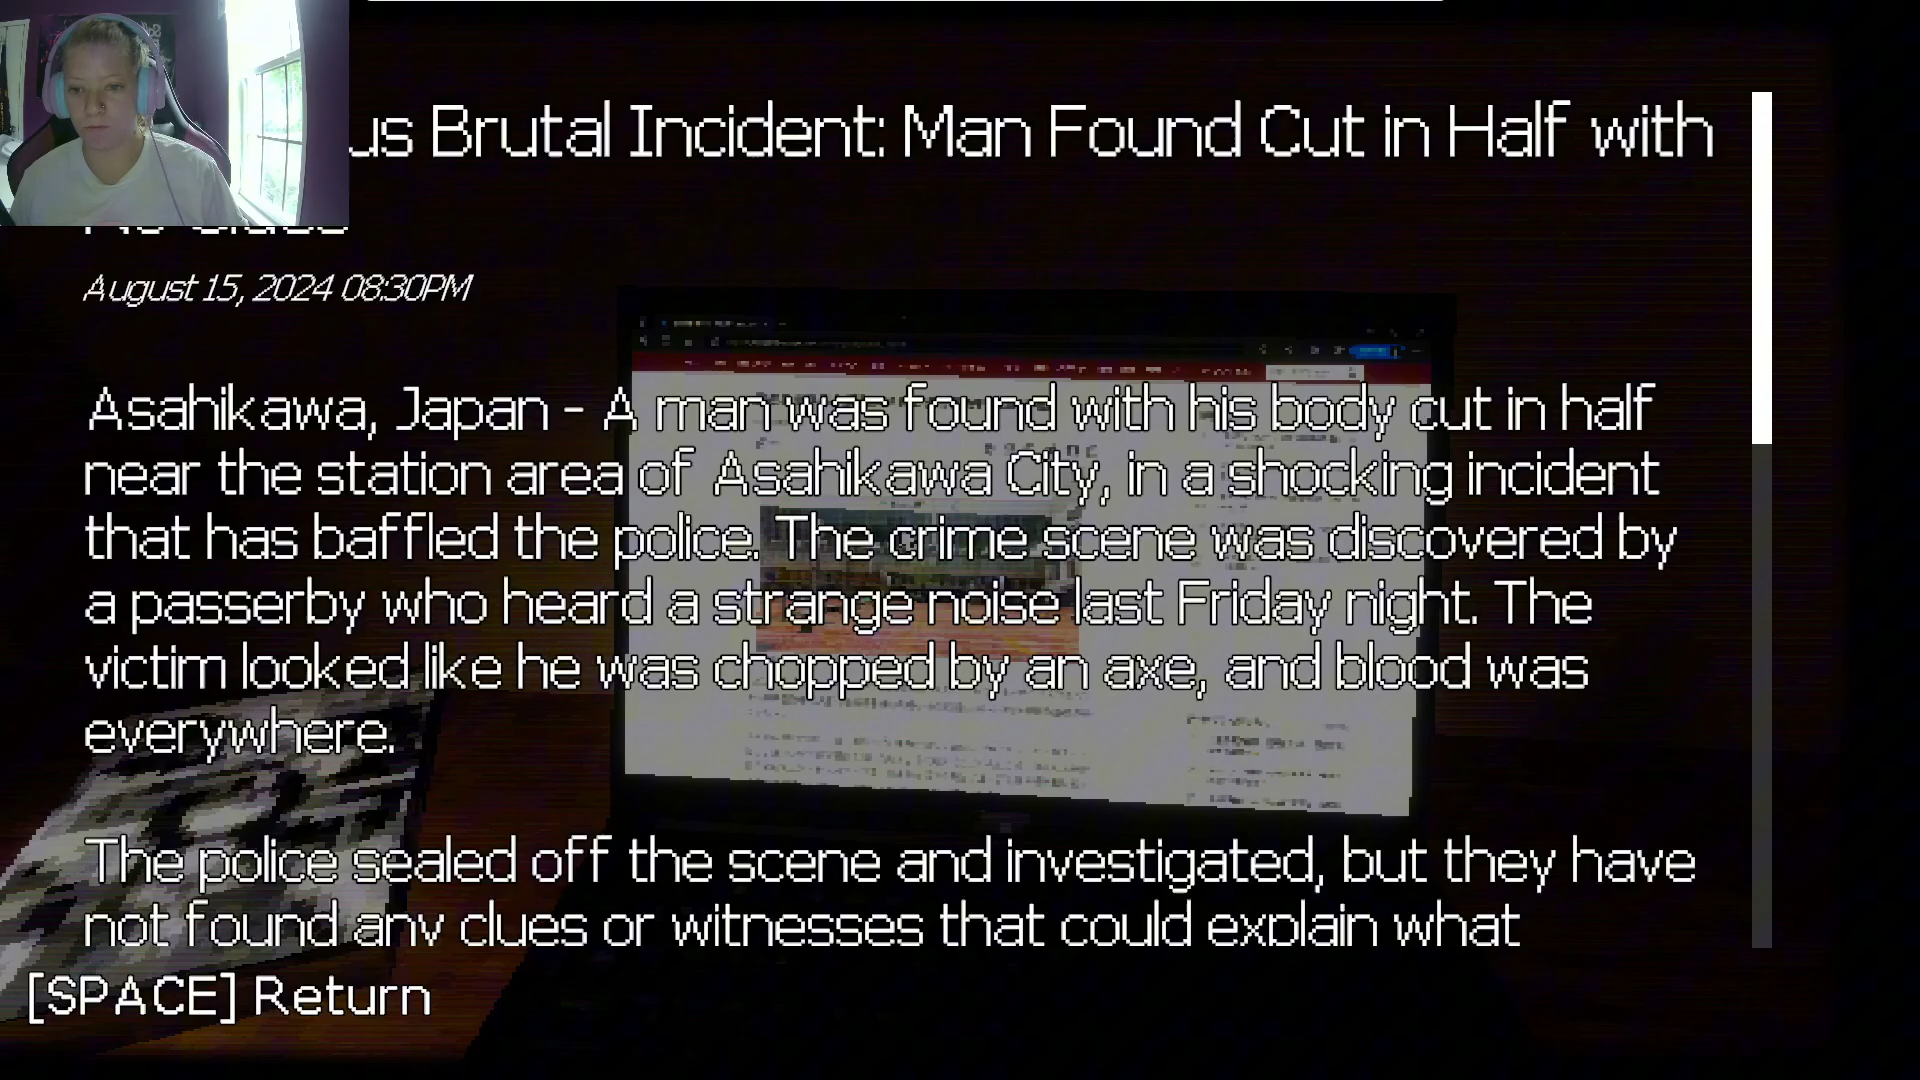 us Brutal Incident: Man Found Cut in Half with
August 15, 2024 08:30PM
Asahikawa, Japan - A man was found with his body cut in half
near the station area of Asahikawa City, in a shocking incident
that has baffled the police. The crime scene was discovered by
a passerby who heard a strange noise last Friday night. The
victim looked like he was chopped by an axe, and blood was
everywhere.
The police sealed off the scene and investigated, but they have
not found any clues or witnesses that could explain what
[SPACE] Return